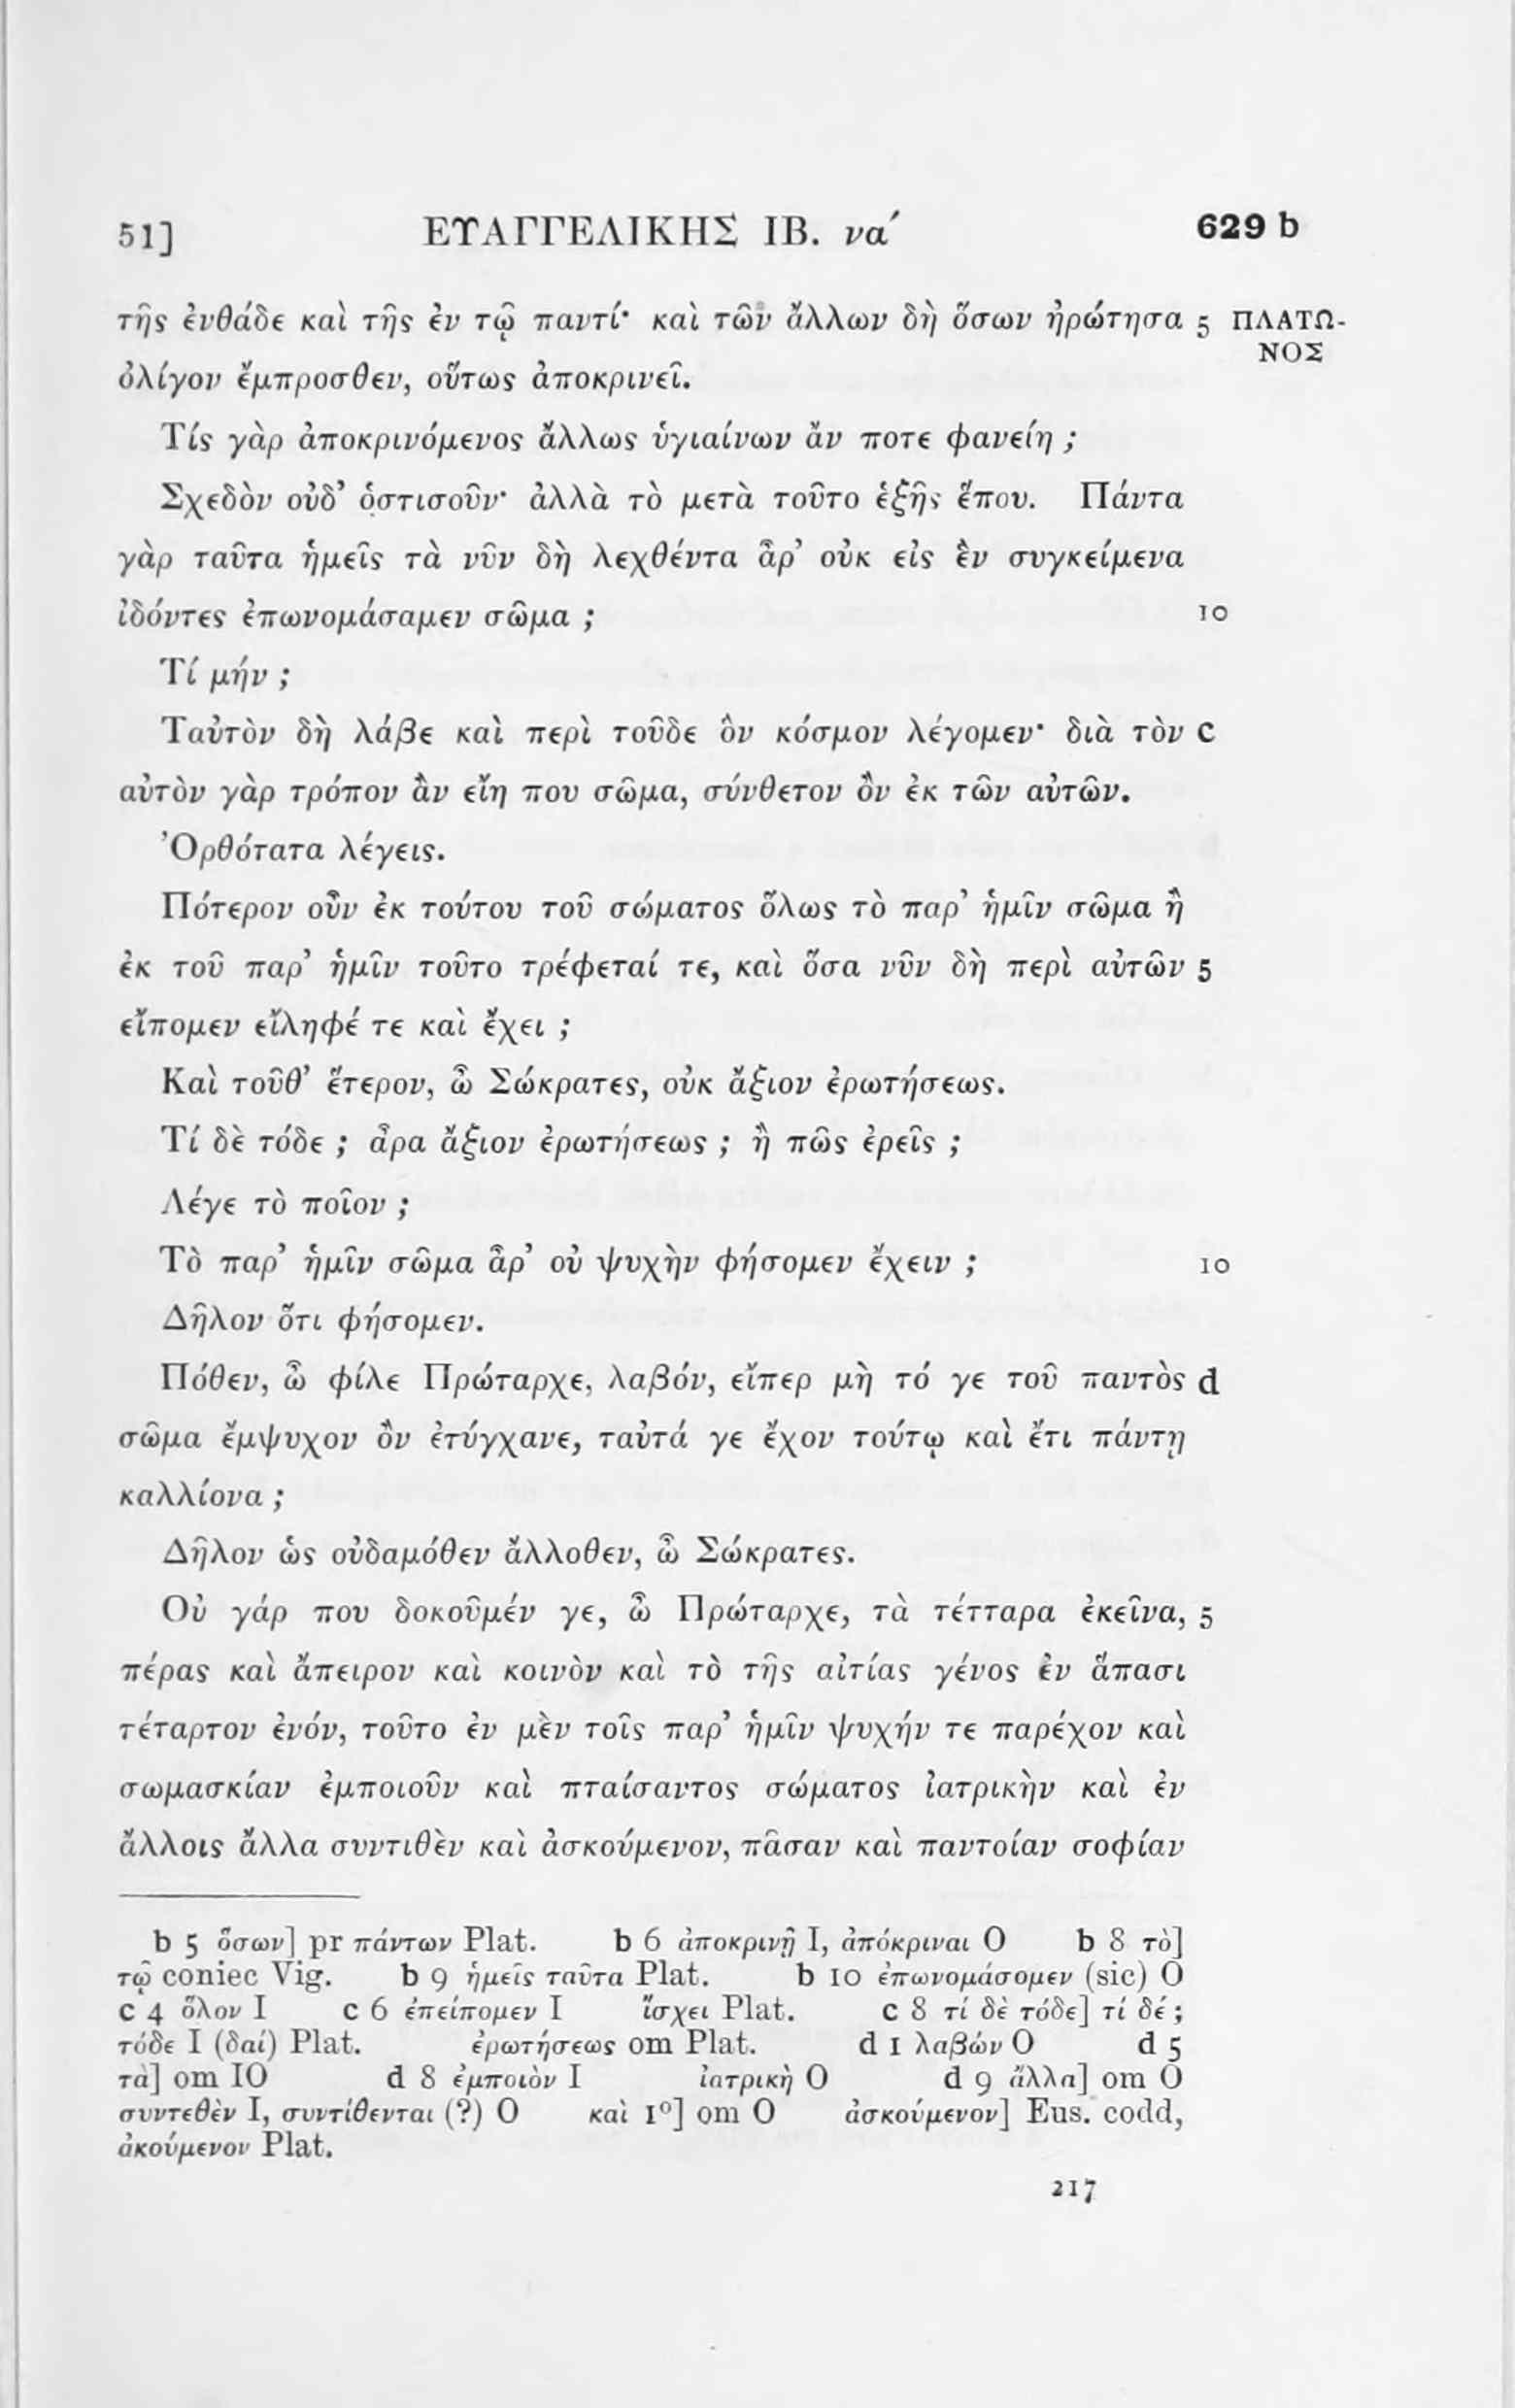 51] ΕΥΑΓΓΕΛΙΚΗΣ ΙΒ. να´ 629 b
τῆς ἐνθάδε καὶ τῆς ἐν τῷ παντί· καὶ τῶν ἄλλων δὴ ὅσων ἠρώτησα 5 ΠΛΑΤΩ-
ΝΟΣ
ὀλίγον ἔμπροσθεν, οὕτως ἀποκρινεῖ.
Τίς γὰρ ἀποκρινόμενος ἄλλως ὑγιαίνων ἄν ποτε φανείη ;
Σχεδὸν οὐδ’ ὁστισοῦν· ἀλλὰ τὸ μετὰ τοῦτο ἑξῆς ἕπου. Πάντα
γὰρ ταῦτα ἡμεῖς τὰ νῦν δὴ λεχθέντα ἆρ’ οὐκ εἰς ἓν συγκείμενα
ἰδόντες ἐπωνομάσαμεν σῶμα ; 10
Τί μήν ;
Ταὐτὸν δὴ λάβε καὶ περὶ τοῦδε ὃν κόσμον λέγομεν· διὰ τὸν c
αὐτὸν γὰρ τρόπον ἂν εἴη που σῶμα, σύνθετον ὂν ἐκ τῶν αὐτῶν.
Ὀρθότατα λέγεις.
Πότερον οὖν ἐκ τούτου τοῦ σώματος ὅλως τὸ παρ’ ἡμῖν σῶμα ἢ
ἐκ τοῦ παρ’ ἡμῖν τοῦτο τρέφεταί τε, καὶ ὅσα νῦν δὴ περὶ αὐτῶν 5
εἴπομεν εἴληφέ τε καὶ ἔχει ;
Καὶ τοῦθ’ ἕτερον, ὦ Σώκρατες, οὐκ ἄξιον ἐρωτήσεως.
Τί δὲ τόδε ; ἆρα ἄξιον ἐρωτήσεως ; ἢ πῶς ἐρεῖς ;
Λέγε τὸ ποῖον ;
Τὸ παρ’ ἡμῖν σῶμα ἆρ’ οὐ ψυχὴν φήσομεν ἔχειν ; 10
Δῆλον ὅτι φήσομεν.
Πόθεν, ὦ φίλε Πρώταρχε, λαβόν, εἴπερ μὴ τό γε τοῦ παντὸς d
σῶμα ἔμψυχον ὂν ἐτύγχανε, ταὐτά γε ἔχον τούτῳ καὶ ἔτι πάντῃ
καλλίονα ;
Δῆλον ὡς οὐδαμόθεν ἄλλοθεν, ὦ Σώκρατες.
Οὐ γάρ που δοκοῦμέν γε, ὦ Πρώταρχε, τὰ τέτταρα ἐκεῖνα, 5
πέρας καὶ ἄπειρον καὶ κοινὸν καὶ τὸ τῆς αἰτίας γένος ἐν ἅπασι
τέταρτον ἐνόν, τοῦτο ἐν μὲν τοῖς παρ’ ἡμῖν ψυχήν τε παρέχον καὶ
σωμασκίαν ἐμποιοῦν καὶ πταίσαντος σώματος ἰατρικὴν καὶ ἐν
ἄλλοις ἄλλα συντιθὲν καὶ ἀσκούμενον, πᾶσαν καὶ παντοίαν σοφίαν
b 5 ὅσων] pr πάντων Plat. b 6 ἀποκρινῇ I, ἀπόκριναι O b 8 τὸ]
τῷ coniec Vig. b 9 ἡμεῖς ταῦτα Plat. b 10 ἐπωνομάσομεν (sic) O
c 4 ὅλον I c 6 ἐπείπομεν I ἴσχει Plat. c 8 τί δὲ τόδε] τί δέ ;
τόδε I (δαί) Plat. ἐρωτήσεως om Plat. d 1 λαβών O d 5
τὰ] om IO d 8 ἐμποιὸν I ἰατρικὴ O d 9 ἄλλα] om O
συντεθὲν I, συντίθενται (?) O καὶ 1º] om O ἀσκούμενον] Eus. codd,
ἀκούμενον Plat.
217